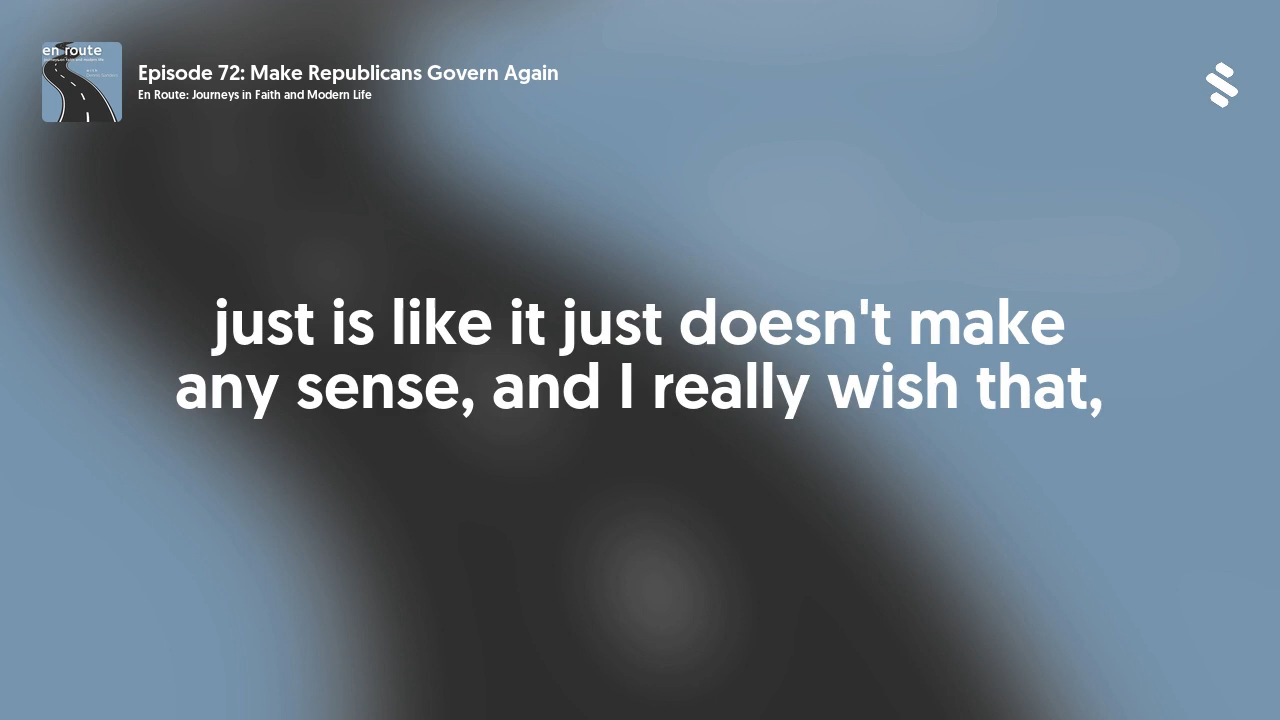 en route
Episode 72: Make Republicans Govern Again
En Route: Journeys in Faith and Modern Life
just is like it just doesn't make
any sense, and I really wish that,